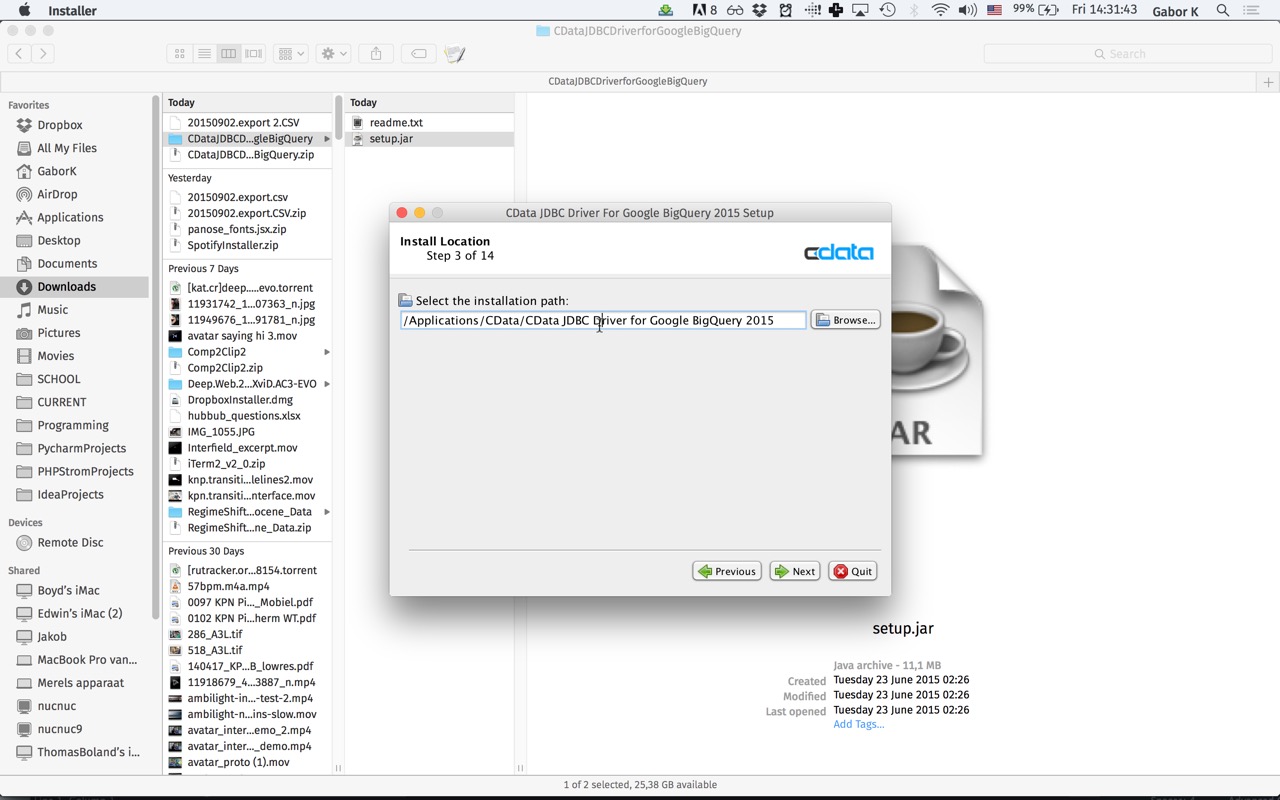 Installer
8
99%
Fri 14:31:43
Gabor K
CDataJDBCDriverforGoogleBigQuery
Search
CDataJDBCDriverforGoogleBigQuery
Favorites
Dropbox
All My Files
GaborK
AirDrop
Applications
Desktop
Documents
Downloads
Music
Pictures
Movies
SCHOOL
CURRENT
Programming
PycharmProjects
PHPStromProjects
IdeaProjects
Devices
Remote Disc
Shared
Boyd's iMac
Edwin's iMac (2)
Jakob
MacBook Pro van...
Merels apparaat
nucnuc
nucnuc9
ThomasBoland's i...
Today
20150902.export 2.CSV
CDataJDBCD...gleBigQuery
CDataJDBCD...BigQuery.zip
Yesterday
20150902.export.csv
20150902.export.CSV.zip
panose_fonts.jsx.zip
SpotifyInstaller.zip
Previous 7 Days
[kat.cr]deep.....evo.torrent
11931742_1...07363_n.jpg
11949676_1...91781_n.jpg
avatar saying hi 3.mov
Comp2Clip2
Comp2Clip2.zip
Deep.Web.2...XviD.AC3-EVO
DropboxInstaller.dmg
hubbub_questions.xlsx
IMG_1055.JPG
Interfield_excerpt.mov
iTerm2_v2_0.zip
knp.transiti...lelines2.mov
kpn.transiti...nterface.mov
RegimeShift...ocene_Data
RegimeShift...ne_Data.zip
Previous 30 Days
[rutracker.or...8154.torrent
57bpm.m4a.mp4
0097 KPN Pi..._Mobiel.pdf
0102 KPN Pi...herm WT.pdf
286_A3L.tif
518_A3L.tif
140417_KP...B_lowres.pdf
11918679_4...3887_n.mp4
ambilight-in...-test-2.mp4
ambilight-n...ins-slow.mov
avatar_inter...emo_2.mp4
avatar_inter..._demo.mp4
avatar_proto (1).mov
Today
readme.txt
setup.jar
CData JDBC Driver For Google BigQuery 2015 Setup
Install Location
Step 3 of 14
cdata
Select the installation path:
/Applications/CData/CData JDBC Driver for Google BigQuery 2015
Browse...
Previous
Next
Quit
AR
setup.jar
Java archive - 11,1 MB
Created Tuesday 23 June 2015 02:26
Modified Tuesday 23 June 2015 02:26
Last opened Tuesday 23 June 2015 02:26
Add Tags...
1 of 2 selected, 25,38 GB available